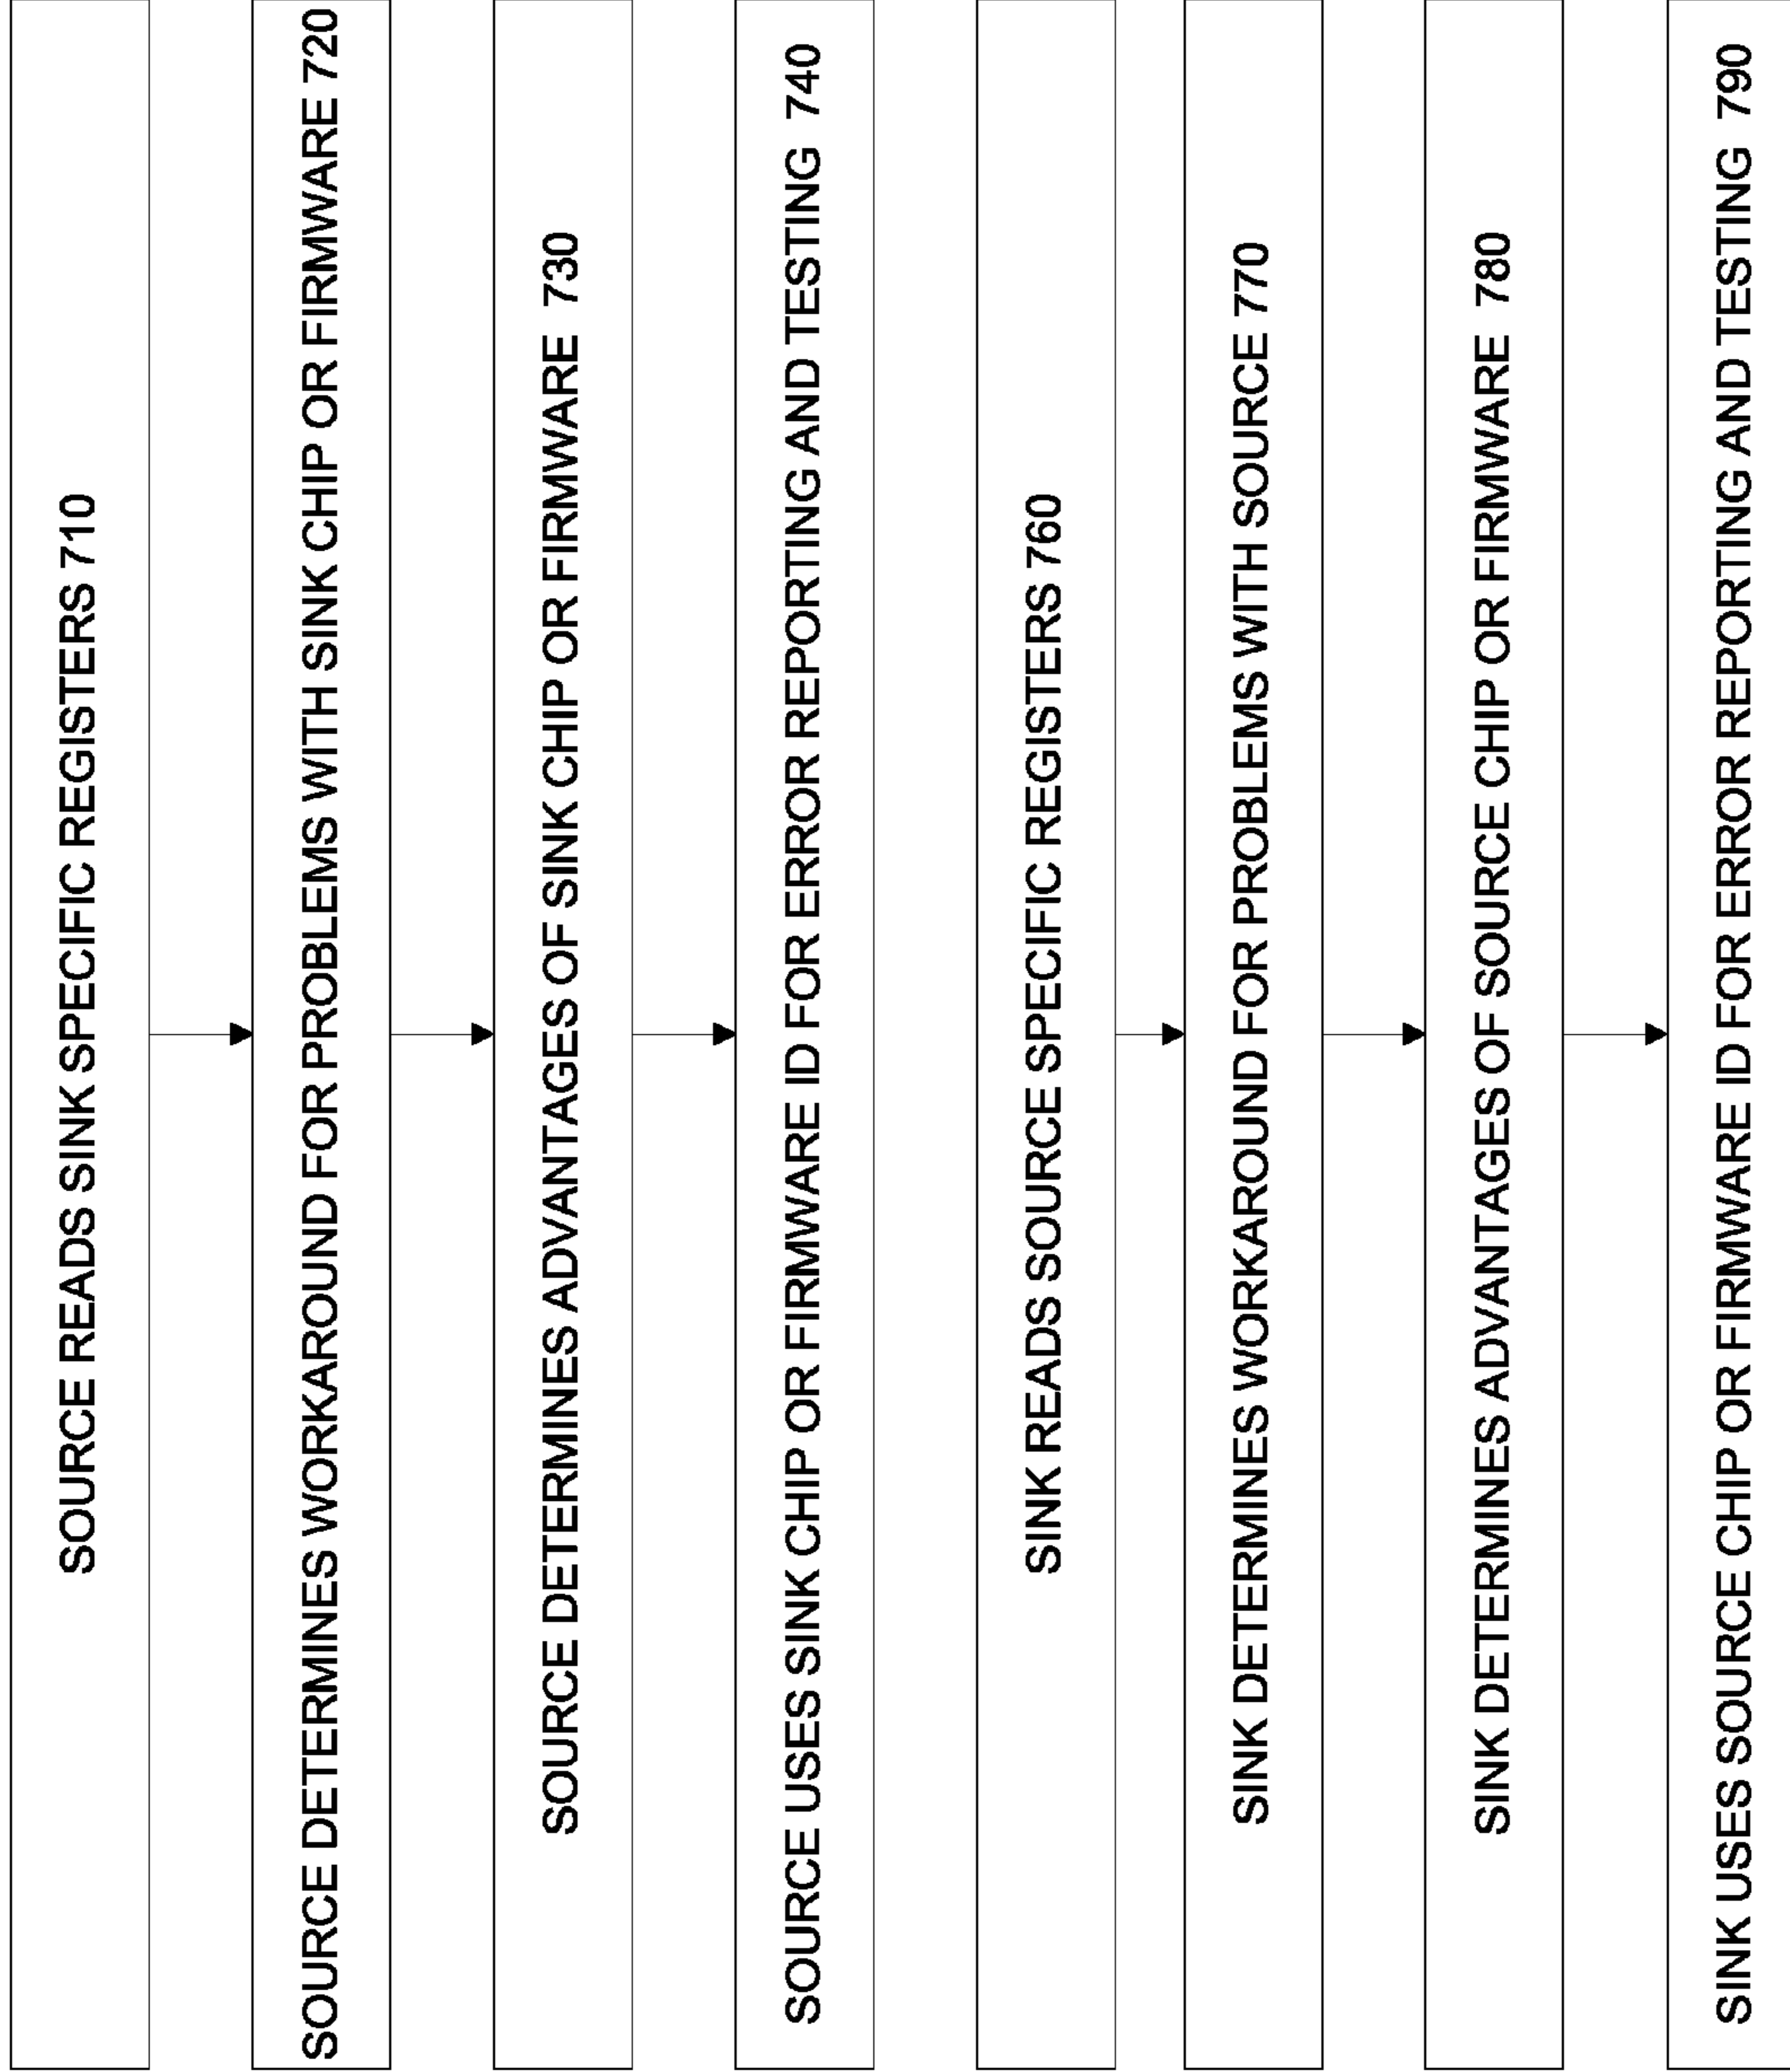 SOURCE READS SINK SPECIFIC REGISTERS 710
SOURCE DETERMINES WORKAROUND FOR PROBLEMS WITH SINK CHIP OR FIRMWARE 720
SOURCE DETERMINES ADVANTAGES OF SINK CHIP OR FIRMWARE 730
SOURCE USES SINK CHIP OR FIRMWARE ID FOR ERROR REPORTING AND TESTING 740
SINK READS SOURCE SPECIFIC REGISTERS 760
SINK DETERMINES WORKAROUND FOR PROBLEMS WITH SOURCE 770
SINK DETERMINES ADVANTAGES OF SOURCE CHIP OR FIRMWARE 780
SINK USES SOURCE CHIP OR FIRMWARE ID FOR ERROR REPORTING AND TESTING 790